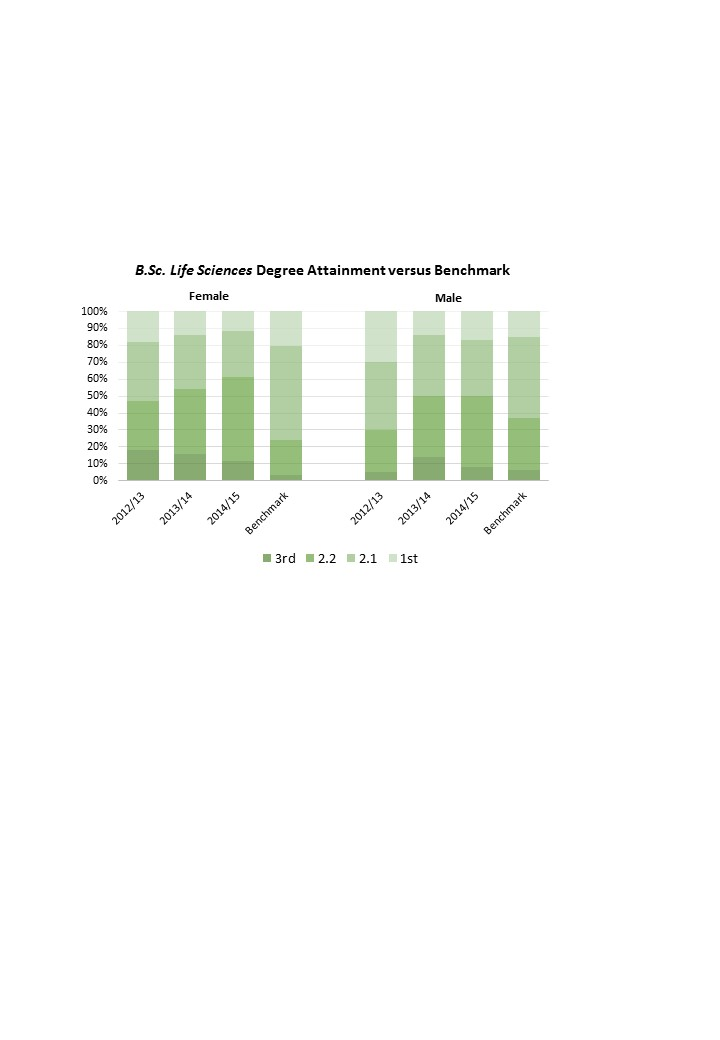 B.Sc. Life Sciences Degree Attainment versus Benchmark
Female
Male
100%
90%
80%
70%
60%
50%
40%
30%
20%
10%
0%
2012/13
2013/14
2014/15
Benchmark
2012/13
2013/14
2014/15
Benchmark
3rd 2.2 2.1 1st